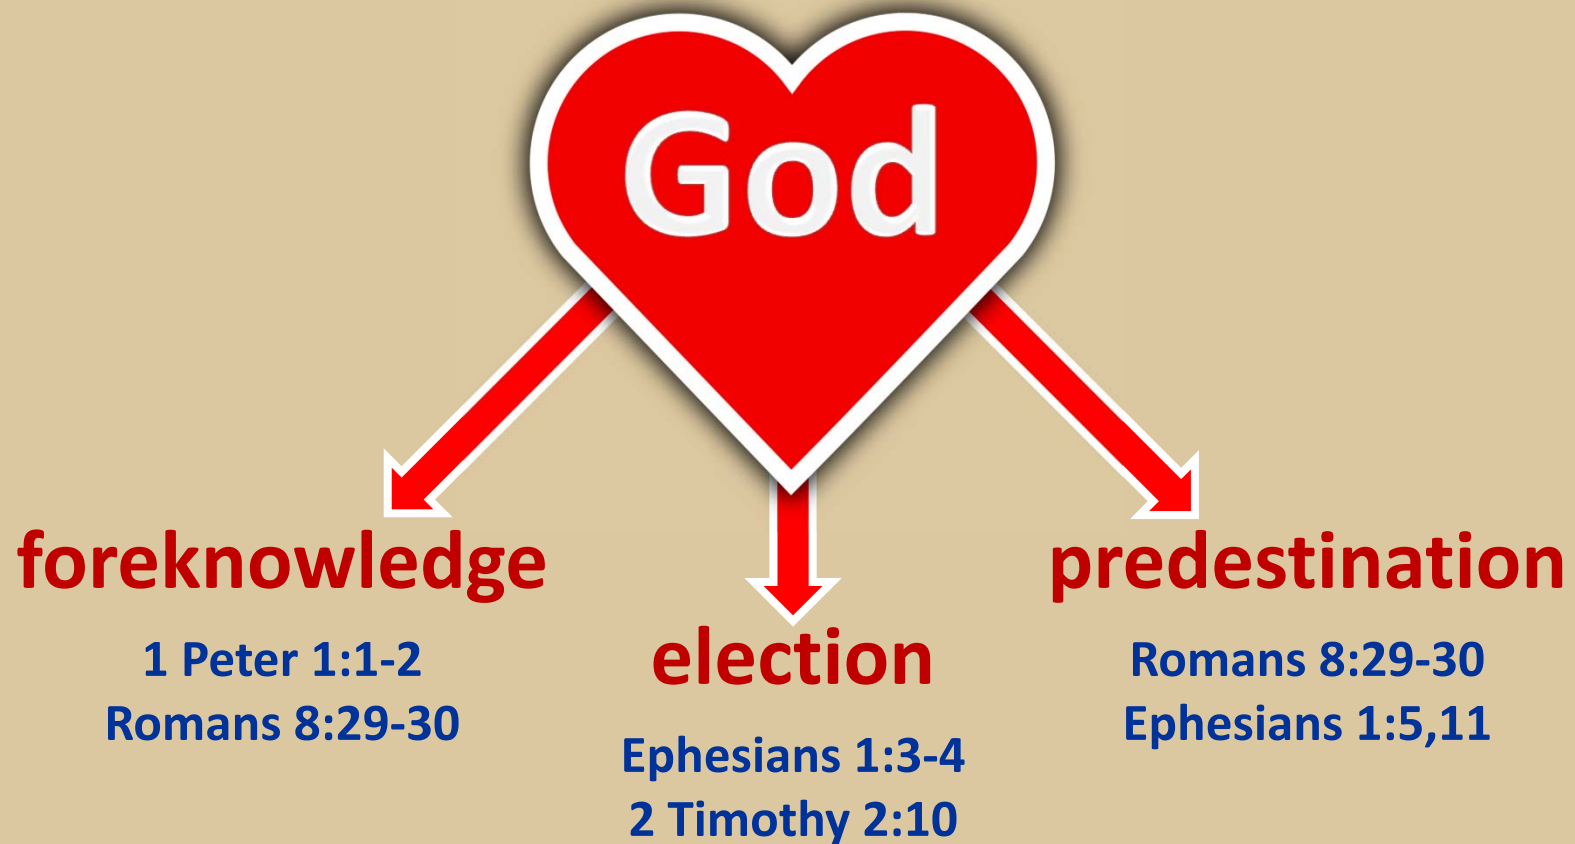 God
foreknowledge
1 Peter 1:1-2
Romans 8:29-30
election
Ephesians 1:3-4
2 Timothy 2:10
predestination
Romans 8:29-30
Ephesians 1:5,11